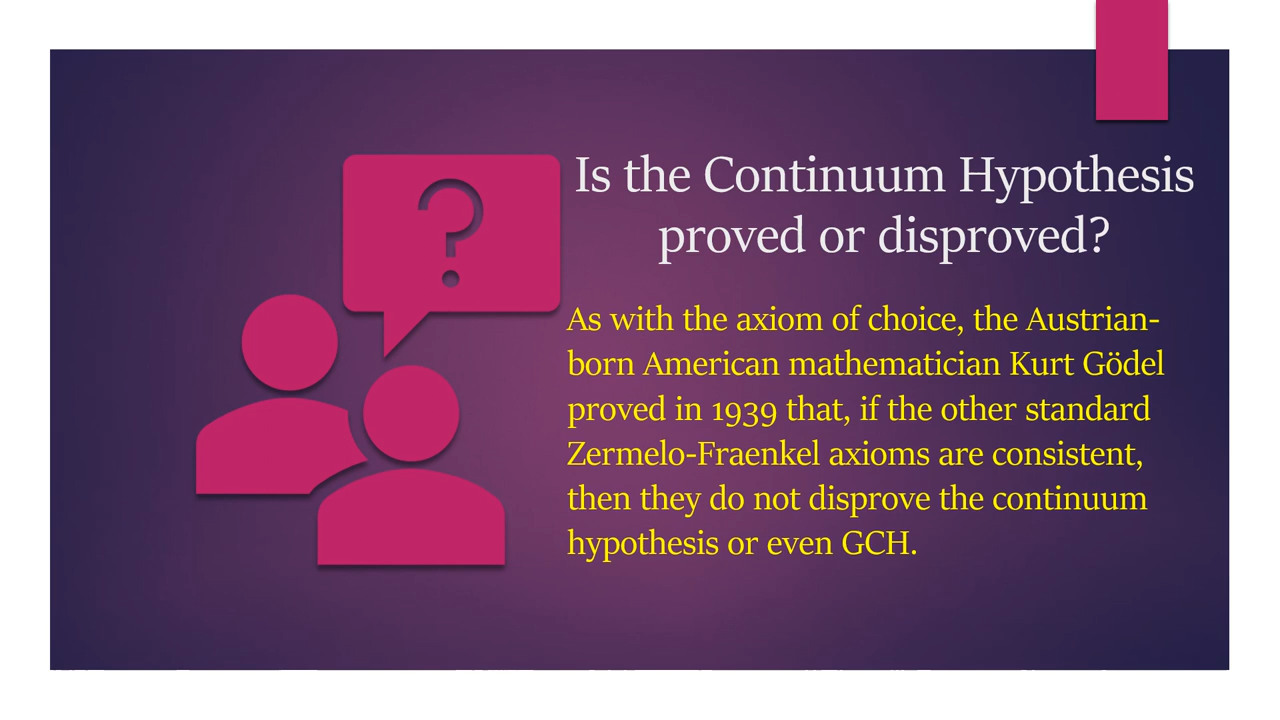 Is the Continuum Hypothesis
proved or disproved?
As with the axiom of choice, the Austrian-
born American mathematician Kurt Gödel
proved in 1939 that, if the other standard
Zermelo-Fraenkel axioms are consistent,
then they do not disprove the continuum
hypothesis or even GCH.